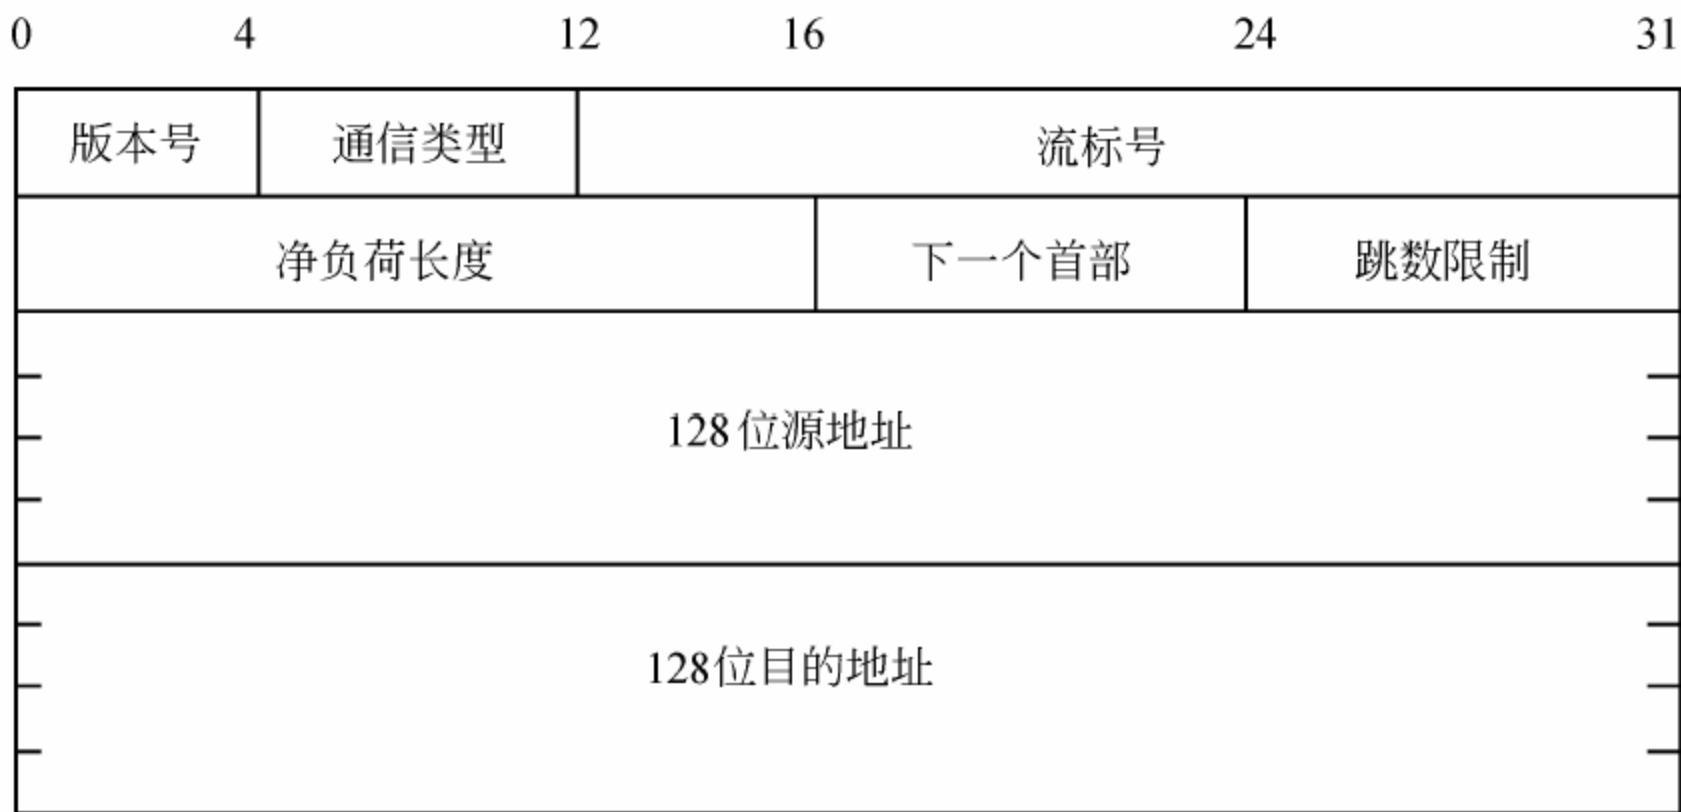 0 4 12 16 24 31
版本号 通信类型 流标号
净负荷长度 下一个首部 跳数限制
128位源地址
128位目的地址